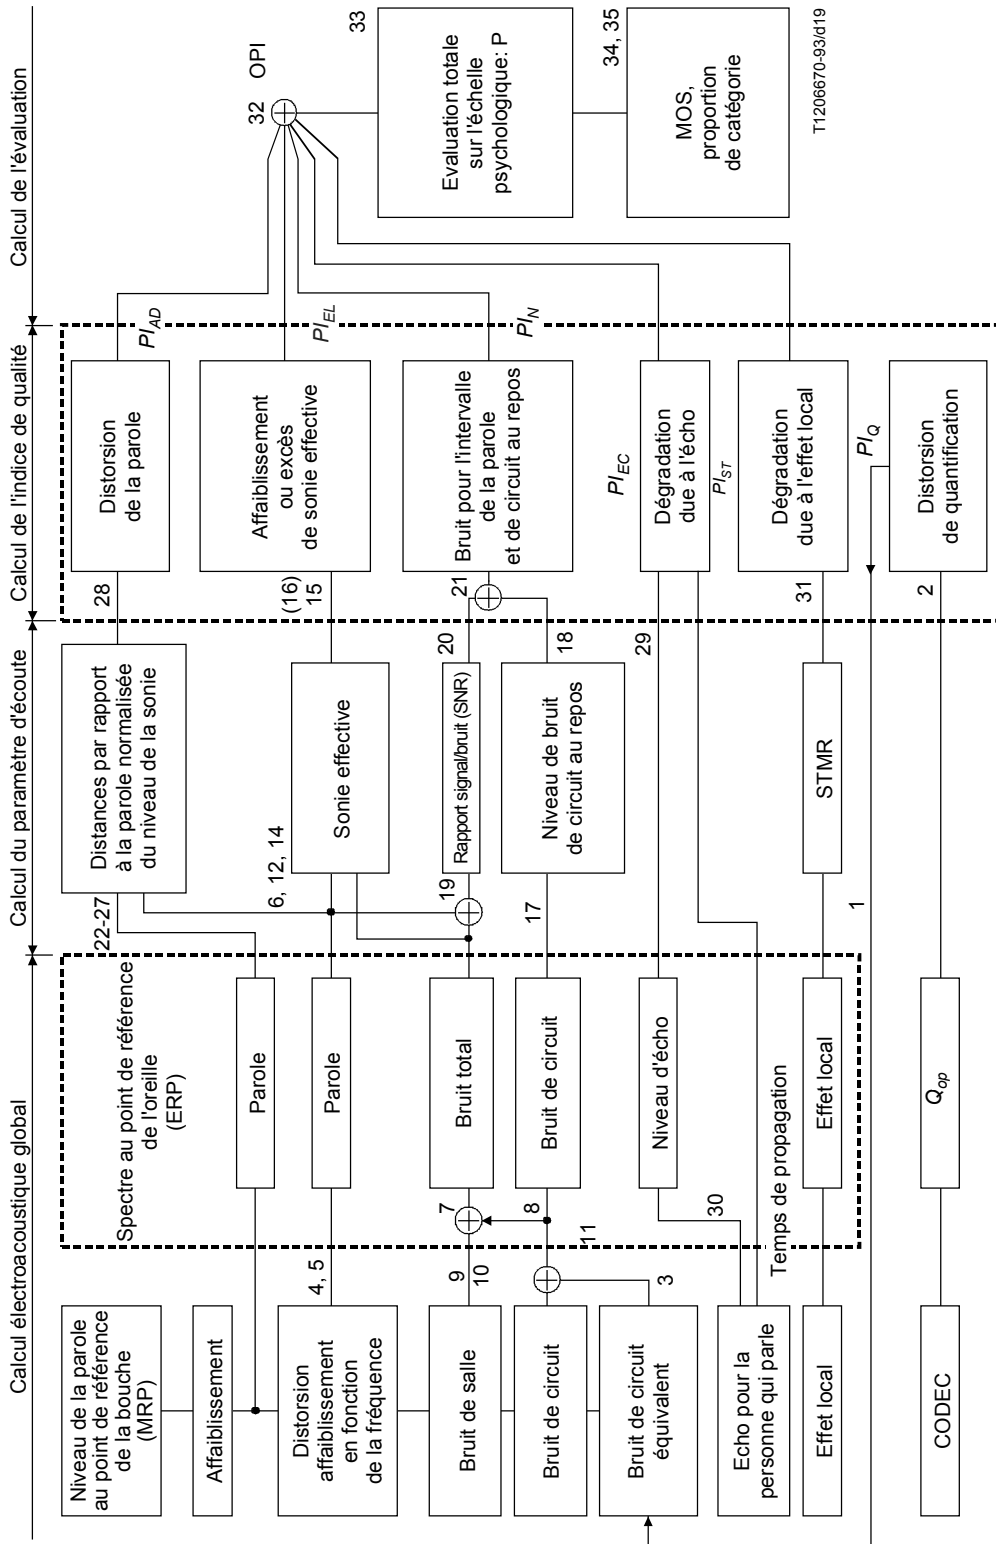 Calcul électroacoustique global
Calcul du paramètre d'écoute
Calcul de l'indice de qualité
Calcul de l'évaluation
Niveau de la parole
au point de référence
de la bouche
(MRP)
Spectre au point de référence
de l'oreille
(ERP)
22-27
Distances par rapport
à la parole normalisée
du niveau de la sonie
28
Distorsion
de la parole
PI_AD
Affaiblissement
Parole
Distorsion
affaiblissement
en fonction
de la fréquence
4, 5
Parole
6, 12, 14
Sonie effective
(16)
15
Affaiblissement
ou excès
de sonie effective
PI_EL
32
OPI
Bruit de salle
9
10
7
Bruit total
19
Rapport signal/bruit (SNR)
20
21
Bruit pour l'intervalle
de la parole
et de circuit au repos
PI_N
33
Evaluation totale
sur l'échelle
psychologique: P
Bruit de circuit
8
11
Bruit de circuit
17
Niveau de bruit
de circuit au repos
18
Bruit de circuit
équivalent
3
Niveau d'écho
29
PI_EC
Dégradation
due à l'écho
34, 35
MOS,
proportion
de catégorie
Echo pour la
personne qui parle
30
Temps de propagation
PI_ST
Effet local
Effet local
STMR
31
Dégradation
due à l'effet local
1
PI_Q
CODEC
Q_op
2
Distorsion
de quantification
T1206670-93/d19